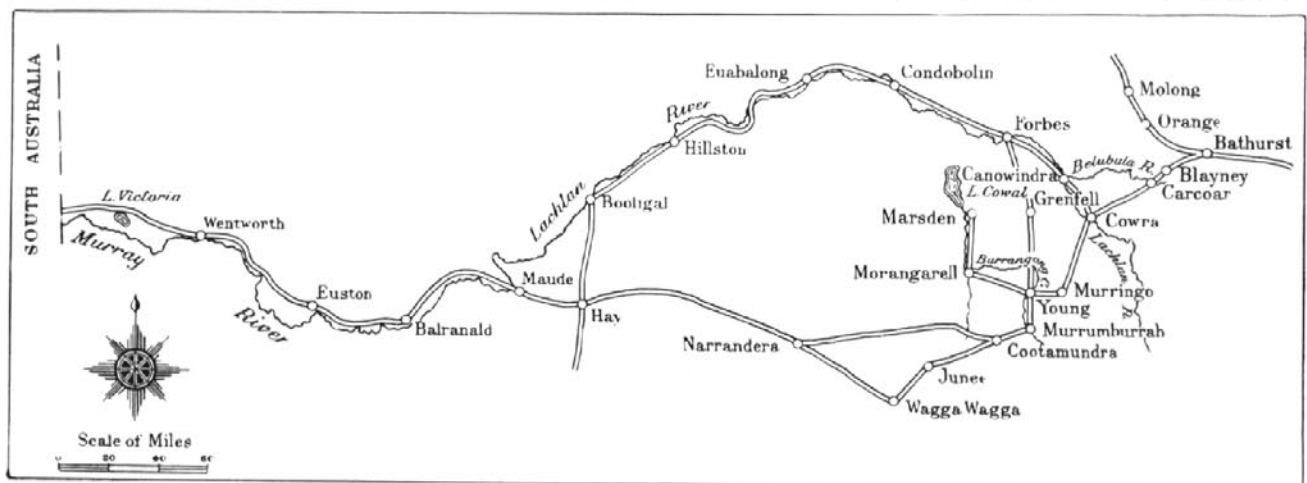 SOUTH AUSTRALIA
Euabalong
Condobolin
Molong
Orange
Bathurst
River
Hillston
Forbes
Belubula R.
Blayney
Carcoar
Canowindra
L. Cowal
Grenfell
L. Victoria
Lachlan
Booligal
Marsden
Cowra
Wentworth
Murray
Lachlan R.
Burrangong C.
Morangarell
Maude
Murringo
Young
Euston
River
Balranald
Hay
Murrumburrah
Narrandera
Cootamundra
Junee
Wagga Wagga
Scale of Miles
0 20 40 60